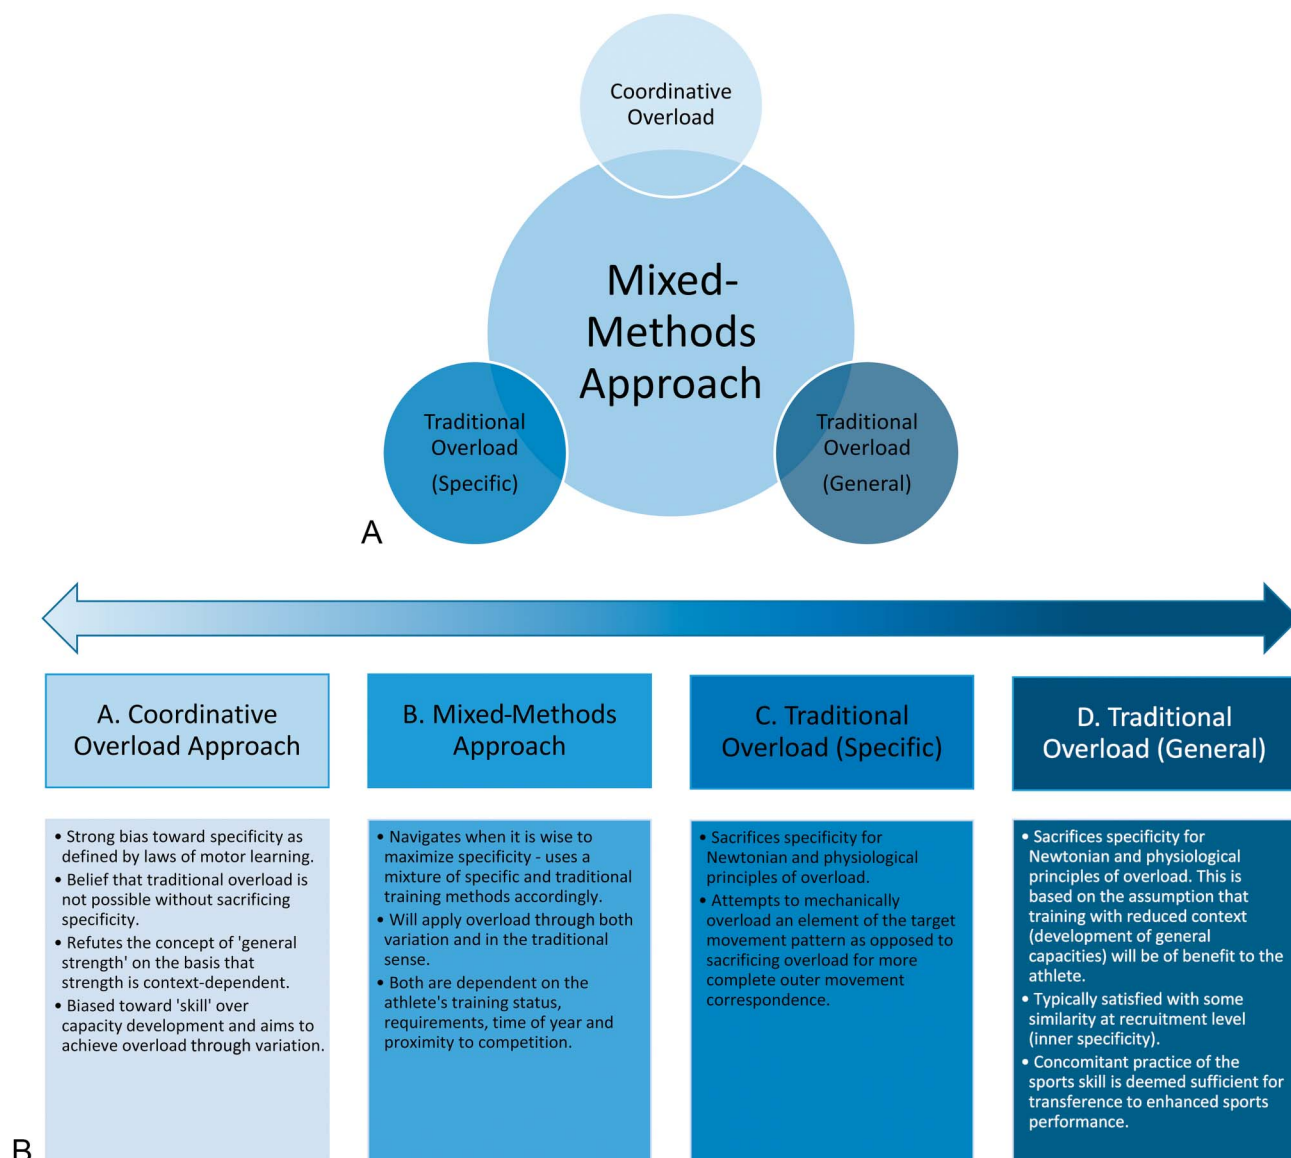 Coordinative
Overload
Mixed-
Methods
Approach
Traditional
Overload
(Specific)
Traditional
Overload
(General)
A
A. Coordinative
Overload Approach
• Strong bias toward specificity as
defined by laws of motor learning.
• Belief that traditional overload is
not possible without sacrificing
specificity.
• Refutes the concept of 'general
strength' on the basis that
strength is context-dependent.
• Biased toward 'skill' over
capacity development and aims to
achieve overload through variation.
B. Mixed-Methods
Approach
• Navigates when it is wise to
maximize specificity - uses a
mixture of specific and traditional
training methods accordingly.
• Will apply overload through both
variation and in the traditional
sense.
• Both are dependent on the
athlete's training status,
requirements, time of year and
proximity to competition.
C. Traditional
Overload (Specific)
• Sacrifices specificity for
Newtonian and physiological
principles of overload.
• Attempts to mechanically
overload an element of the target
movement pattern as opposed to
sacrificing overload for more
complete outer movement
correspondence.
D. Traditional
Overload (General)
• Sacrifices specificity for
Newtonian and physiological
principles of overload. This is
based on the assumption that
training with reduced context
(development of general
capacities) will be of benefit to the
athlete.
• Typically satisfied with some
similarity at recruitment level
(inner specificity).
• Concomitant practice of the
sports skill is deemed sufficient for
transference to enhanced sports
performance.
B